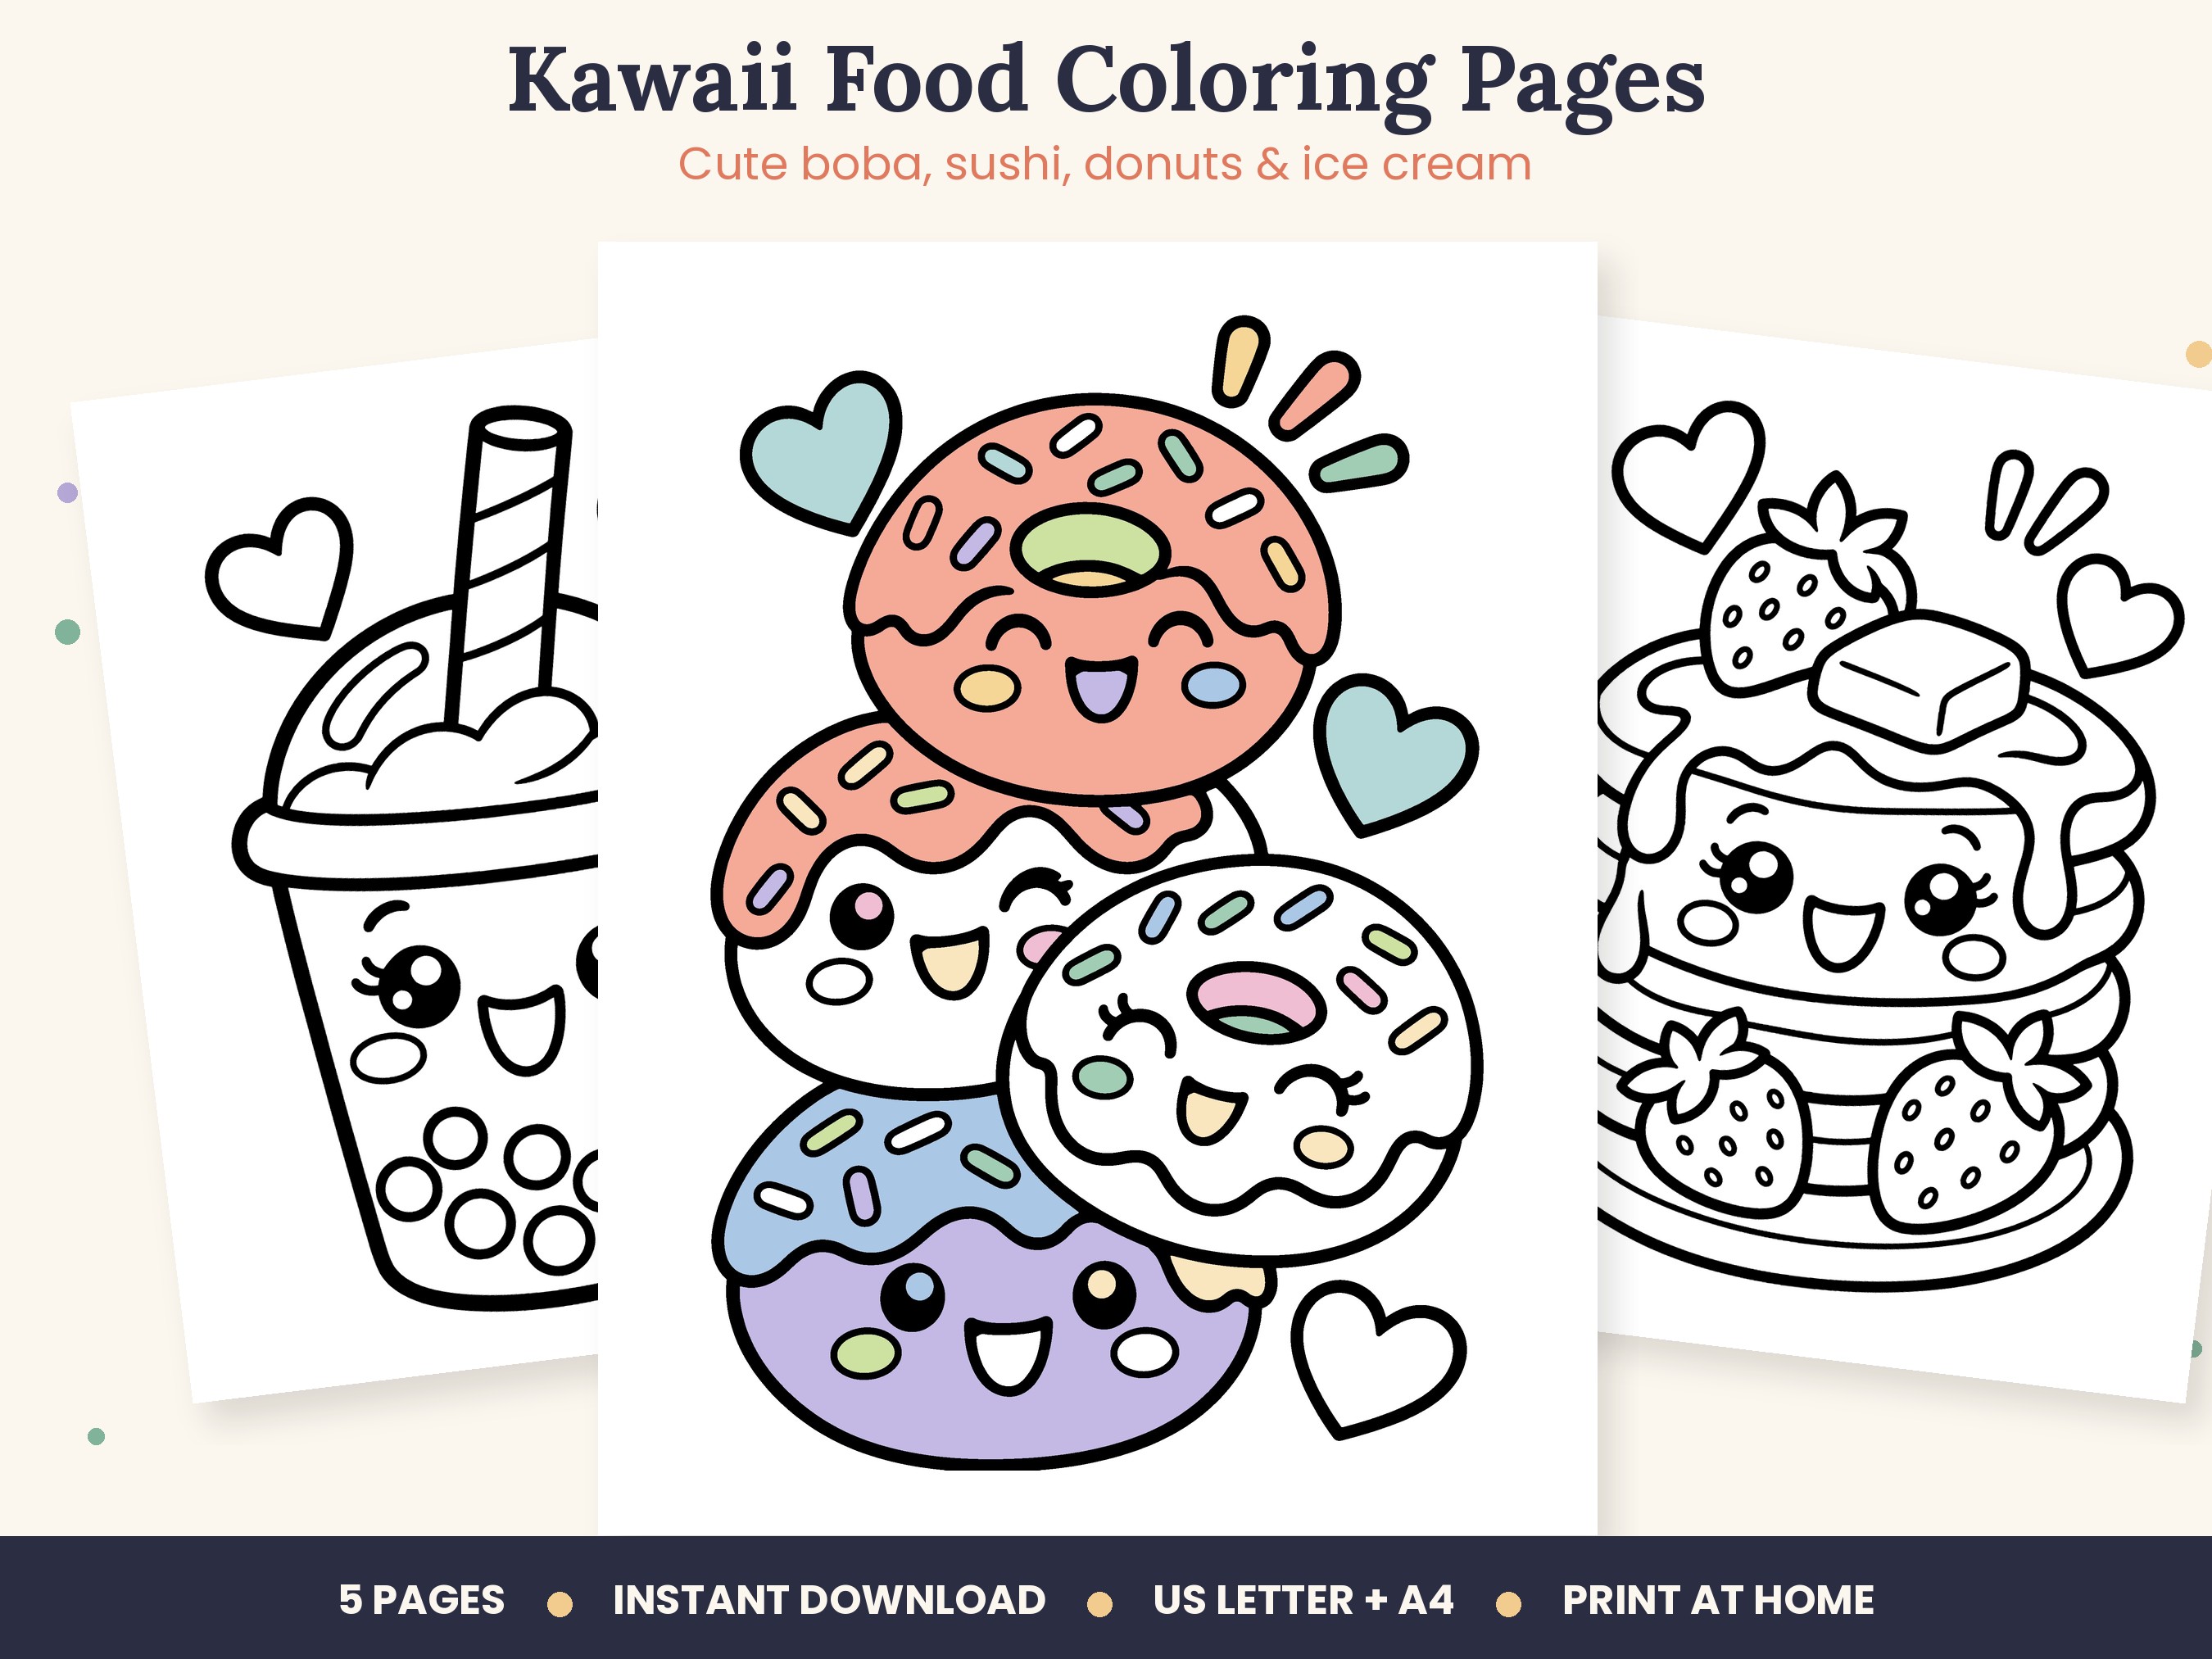 Kawaii Food Coloring Pages
Cute boba, sushi, donuts & ice cream
5 PAGES ● INSTANT DOWNLOAD ● US LETTER + A4 ● PRINT AT HOME